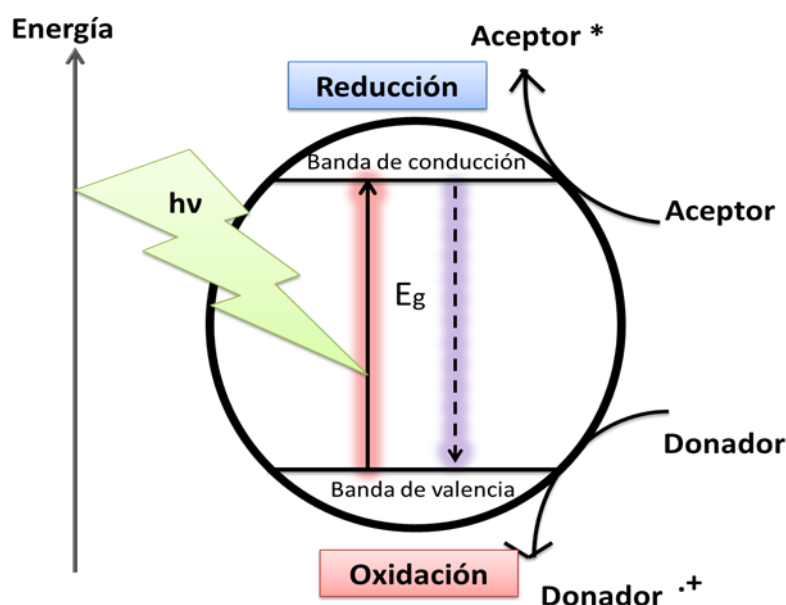 Energía
Aceptor *
Reducción
Banda de conducción
hν
Aceptor
Eg
Donador
Banda de valencia
Oxidación
Donador .+